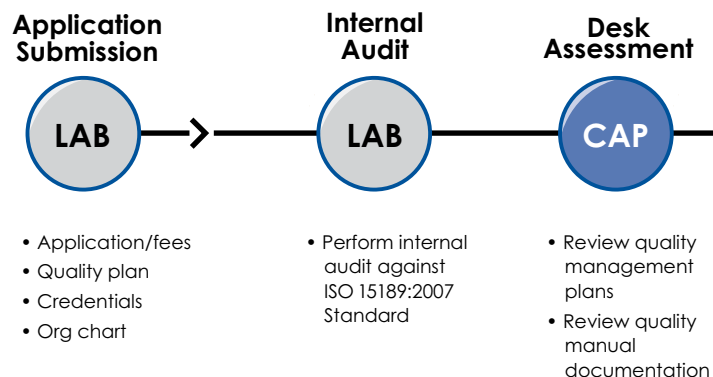 Application
Submission
LAB
• Application/fees
• Quality plan
• Credentials
• Org chart
Internal
Audit
LAB
• Perform internal
audit against
ISO 15189:2007
Standard
Desk
Assessment
CAP
• Review quality
management
plans
• Review quality
manual
documentation